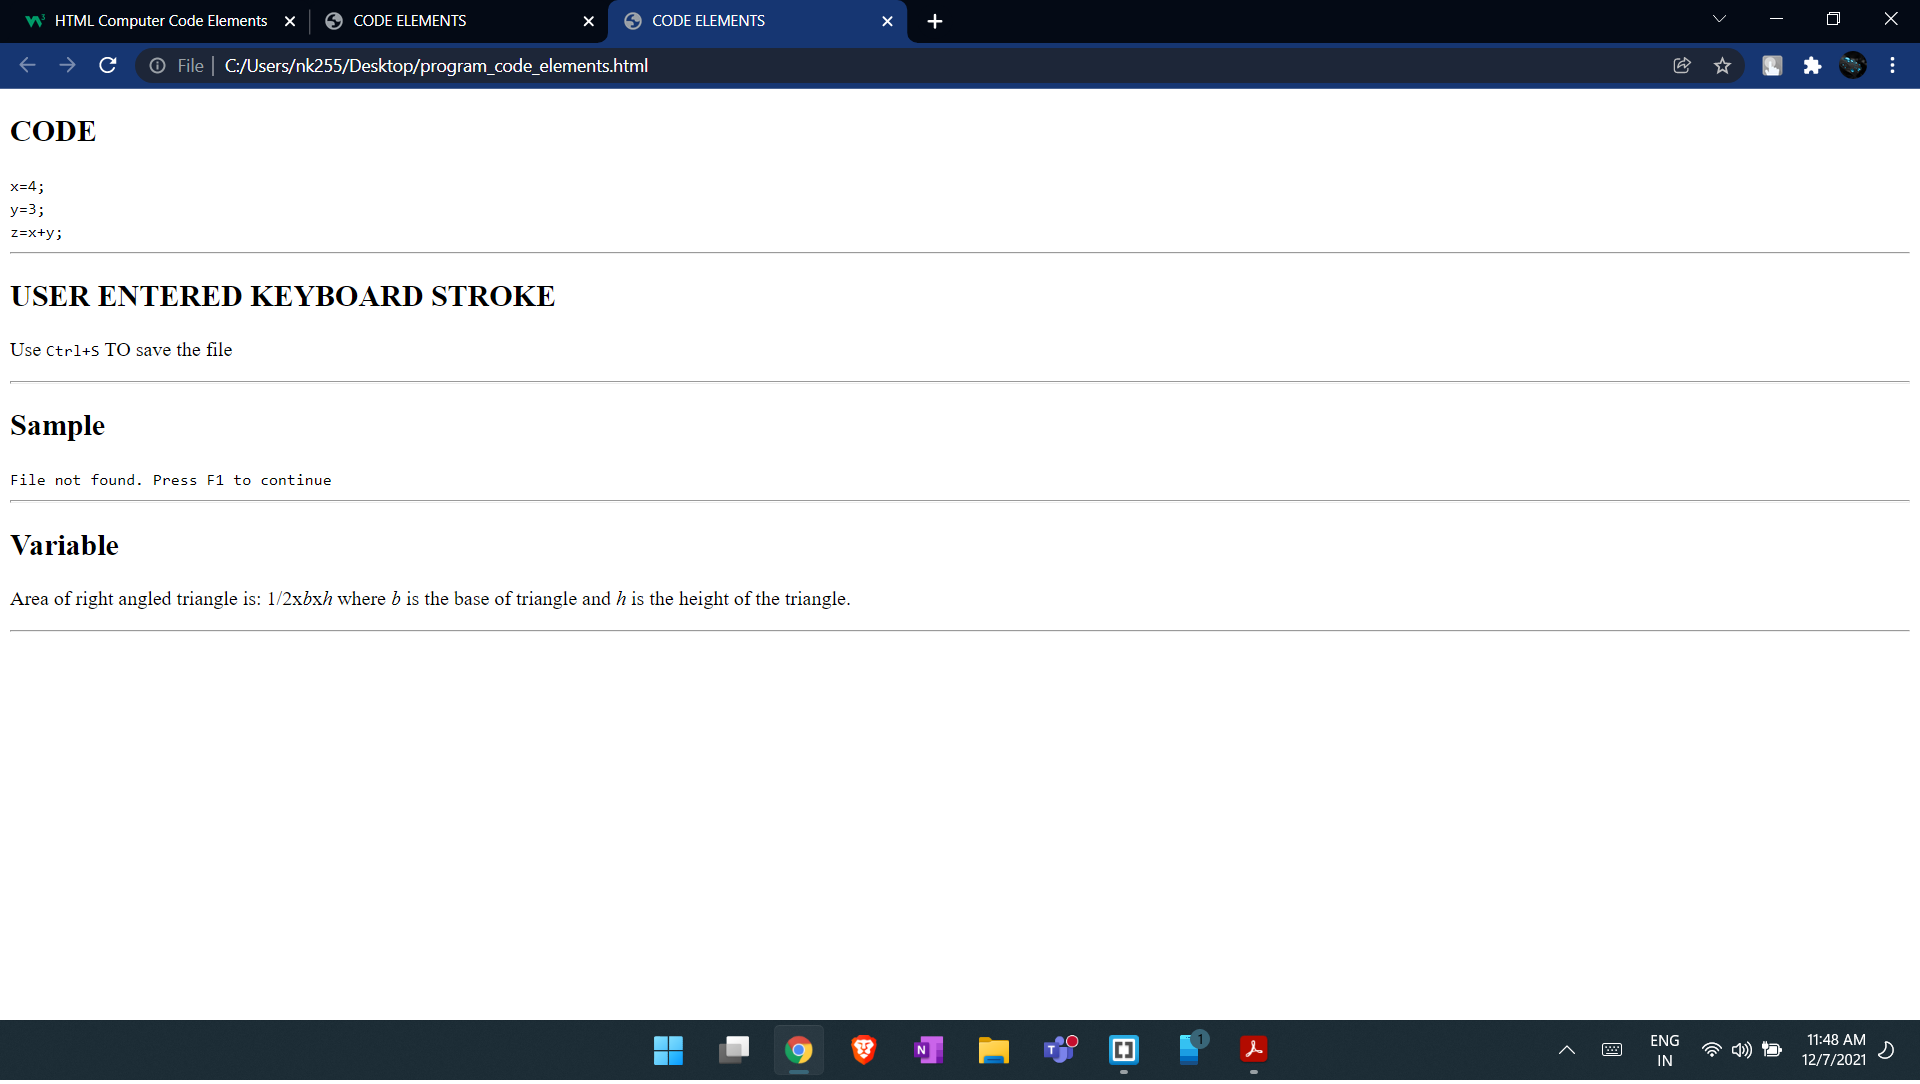 HTML Computer Code Elements
CODE ELEMENTS
CODE ELEMENTS
File | C:/Users/nk255/Desktop/program_code_elements.html
CODE
x=4;
y=3;
z=x+y;
USER ENTERED KEYBOARD STROKE
Use Ctrl+S TO save the file
Sample
File not found. Press F1 to continue
Variable
Area of right angled triangle is: 1/2xbxh where b is the base of triangle and h is the height of the triangle.
N
T
1
ENG
IN
11:48 AM
12/7/2021